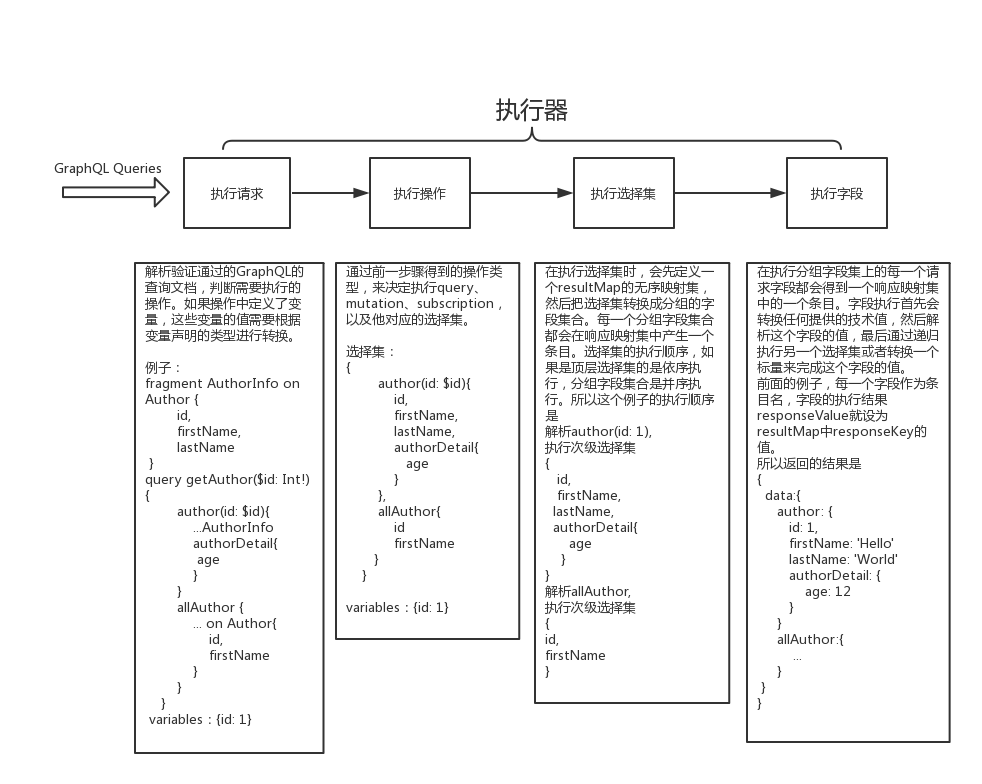 执行器
GraphQL Queries
执行请求
执行操作
执行选择集
执行字段
解析验证通过的GraphQL的
查询文档，判断需要执行的
操作。如果操作中定义了变
量，这些变量的值需要根据
变量声明的类型进行转换。
例子：
fragment AuthorInfo on
Author {
id,
firstName,
lastName
}
query getAuthor($id: Int!)
{
author(id: $id){
...AuthorInfo
authorDetail{
age
}
}
allAuthor {
... on Author{
id,
firstName
}
}
}
variables：{id: 1}
通过前一步骤得到的操作类
型，来决定执行query、
mutation、subscription，
以及他对应的选择集。
选择集：
{
author(id: $id){
id,
firstName,
lastName,
authorDetail{
age
}
},
allAuthor{
id
firstName
}
}
variables：{id: 1}
在执行选择集时，会先定义一
个resultMap的无序映射集，
然后把选择集转换成分组的字
段集合。每一个分组字段集合
都会在响应映射集中产生一个
条目。选择集的执行顺序，如
果是顶层选择集的是依序执
行，分组字段集合是并序执
行。所以这个例子的执行顺序
是
解析author(id: 1),
执行次级选择集
{
id,
firstName,
lastName,
authorDetail{
age
}
}
解析allAuthor,
执行次级选择集
{
id,
firstName
}
在执行分组字段集上的每一个请
求字段都会得到一个响应映射集
中的一个条目。字段执行首先会
转换任何提供的技术值，然后解
析这个字段的值，最后通过递归
执行另一个选择集或者转换一个
标量来完成这个字段的值。
前面的例子，每一个字段作为条
目名，字段的执行结果
responseValue就设为
resultMap中responseKey的
值。
所以返回的结果是
{
data:{
author: {
id: 1,
firstName: 'Hello'
lastName: 'World'
authorDetail: {
age: 12
}
}
allAuthor:{
...
}
}
}